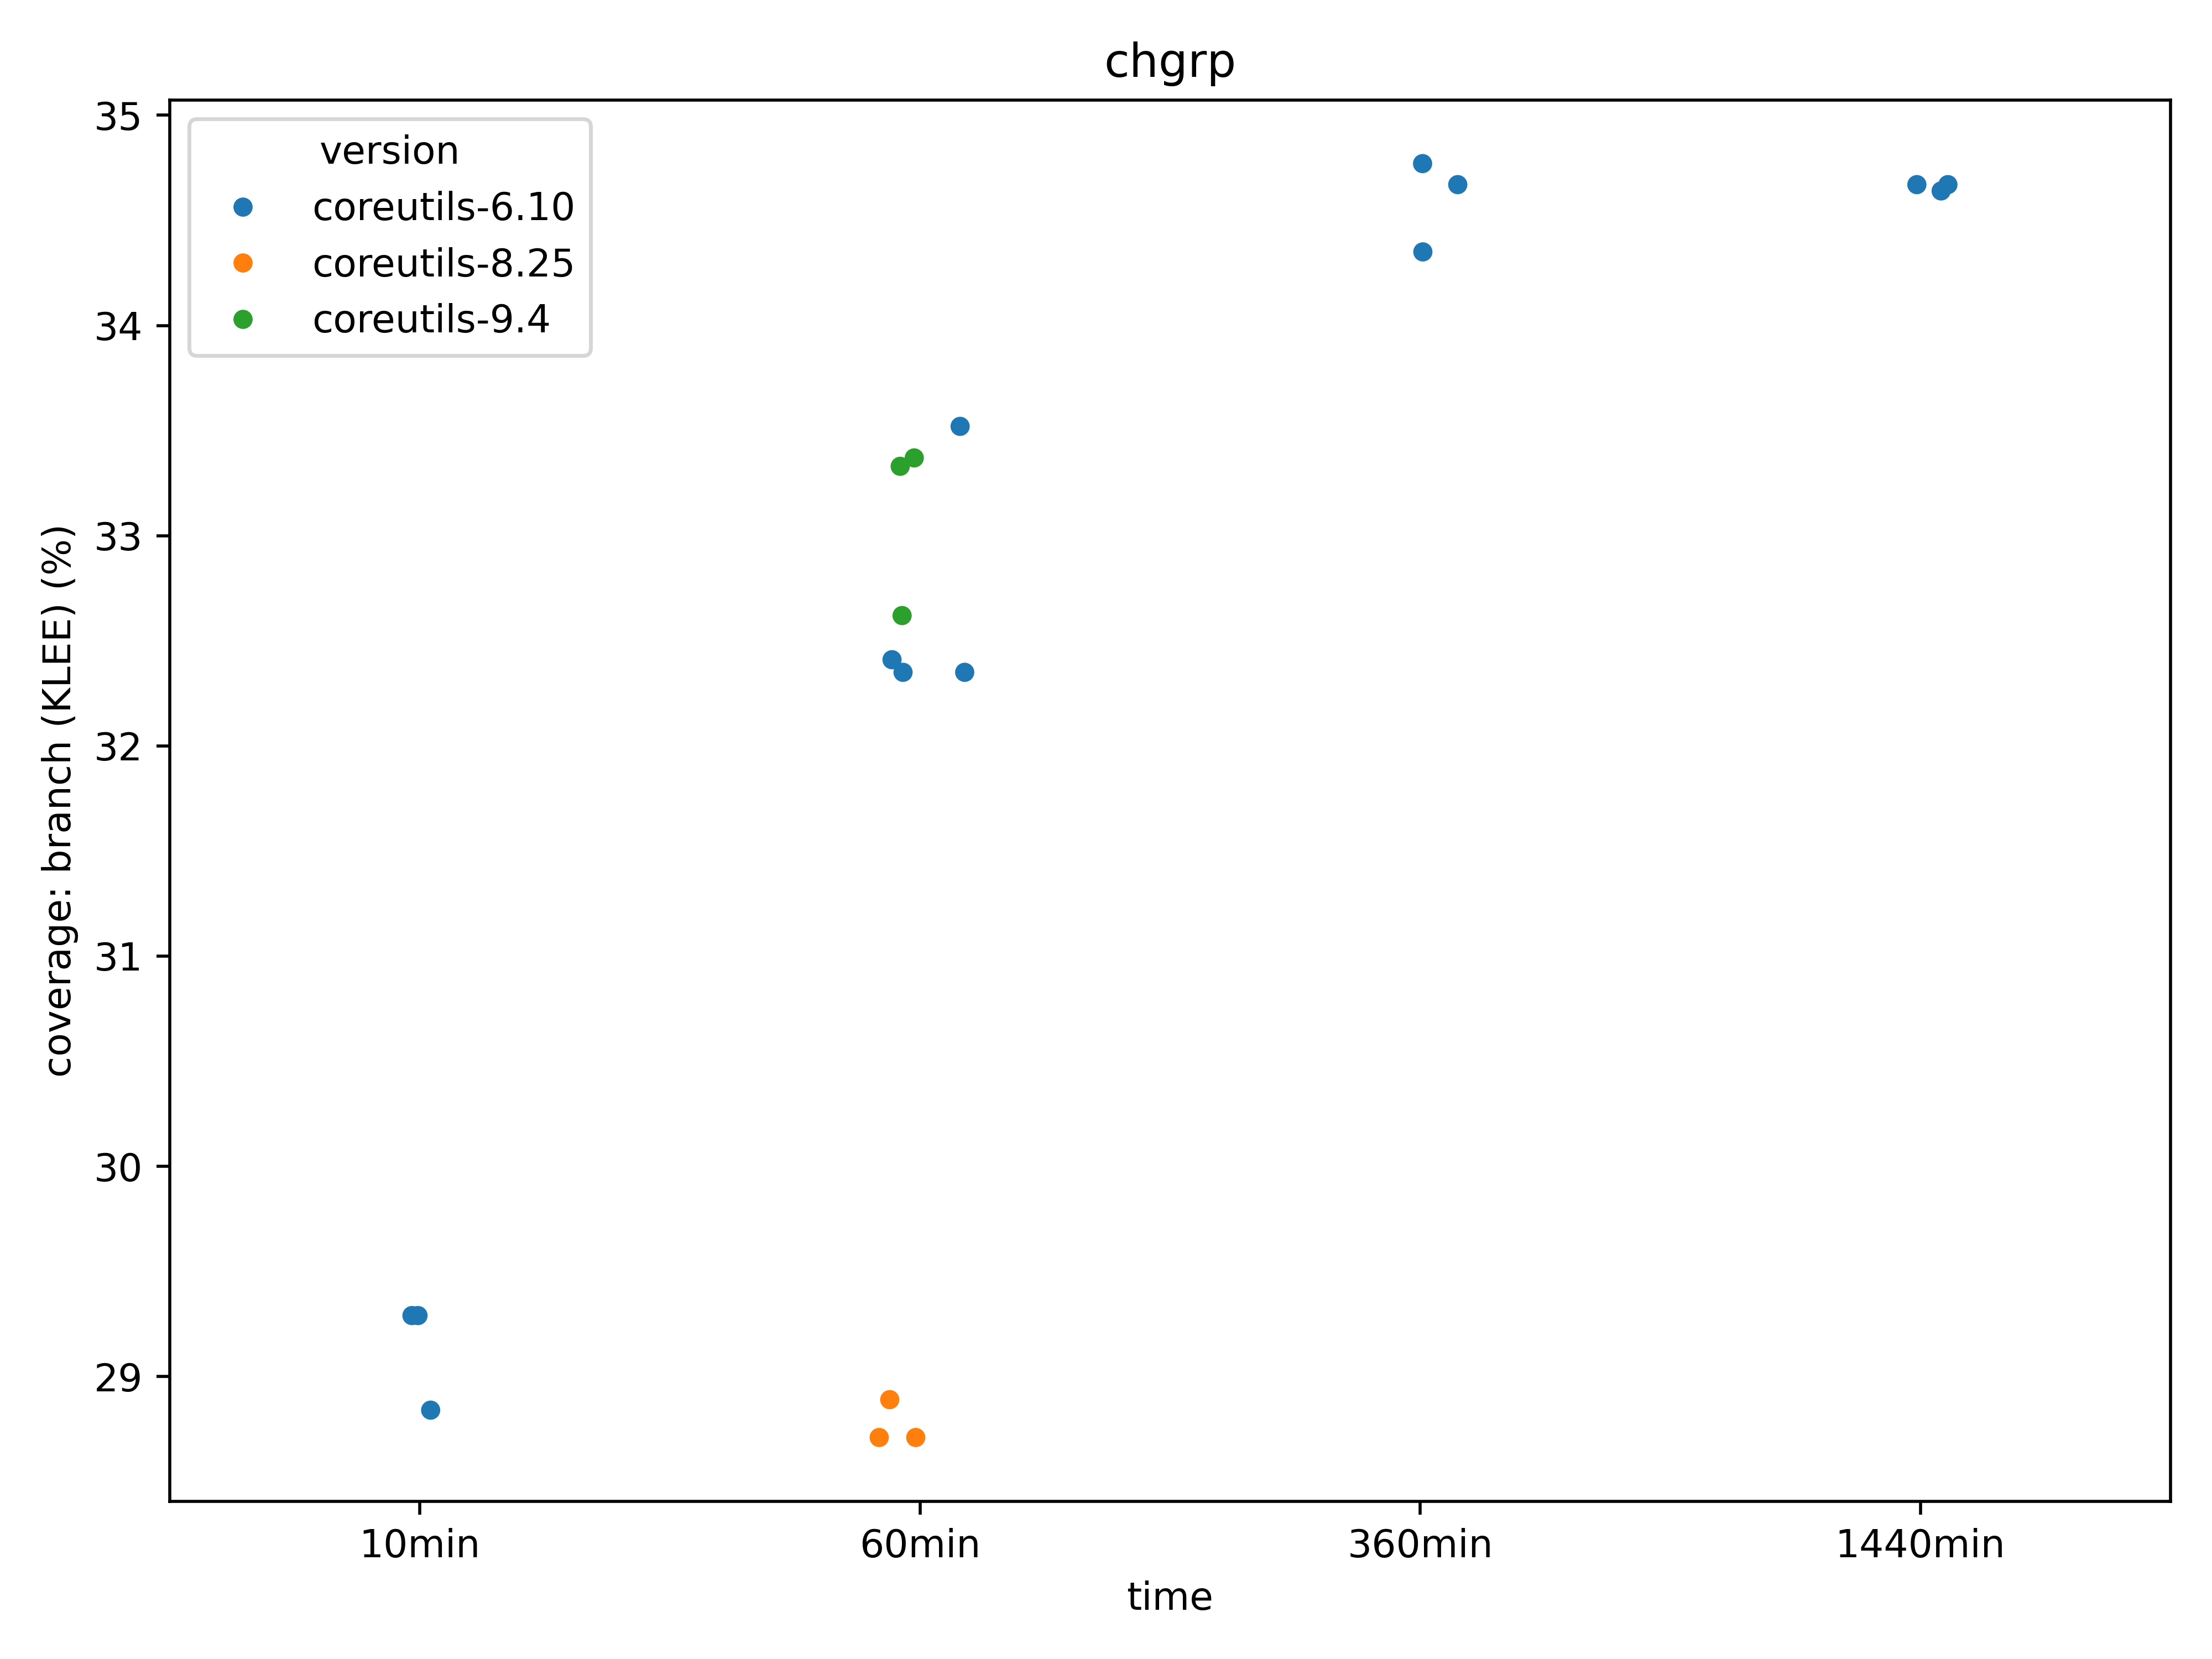 chgrp
version
coreutils-6.10
coreutils-8.25
coreutils-9.4
coverage: branch (KLEE) (%)
35
34
33
32
31
30
29
10min 60min 360min 1440min
time